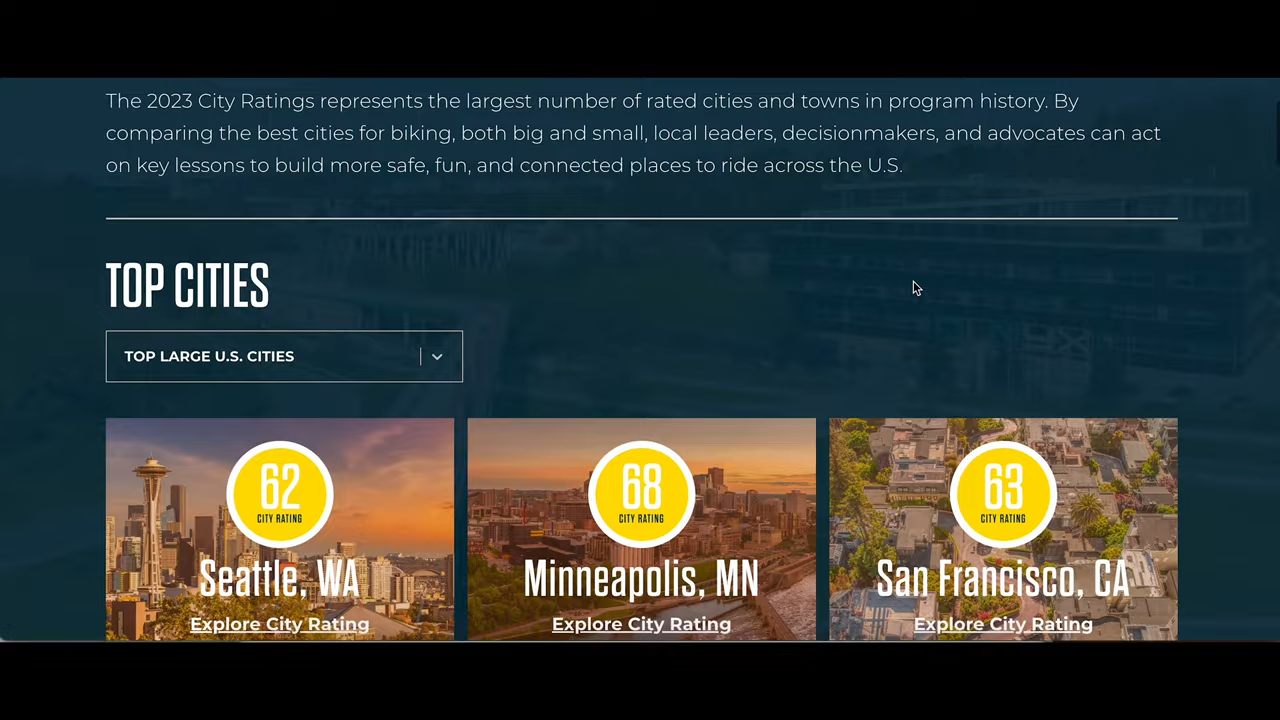 The 2023 City Ratings represents the largest number of rated cities and towns in program history. By
comparing the best cities for biking, both big and small, local leaders, decisionmakers, and advocates can act
on key lessons to build more safe, fun, and connected places to ride across the U.S.
TOP CITIES
TOP LARGE U.S. CITIES
62
CITY RATING
Seattle, WA
Explore City Rating
68
CITY RATING
Minneapolis, MN
Explore City Rating
63
CITY RATING
San Francisco, CA
Explore City Rating